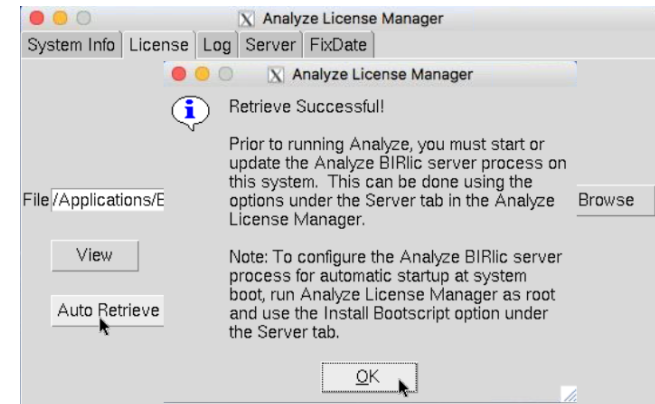 Analyze License Manager
System Info License Log Server FixDate
Analyze License Manager
Retrieve Successful!
Prior to running Analyze, you must start or
update the Analyze BIRlic server process on
this system. This can be done using the
options under the Server tab in the Analyze
License Manager.
Note: To configure the Analyze BIRlic server
process for automatic startup at system
boot, run Analyze License Manager as root
and use the Install Bootscript option under
the Server tab.
OK
File /Applications/
Browse
View
Auto Retrieve